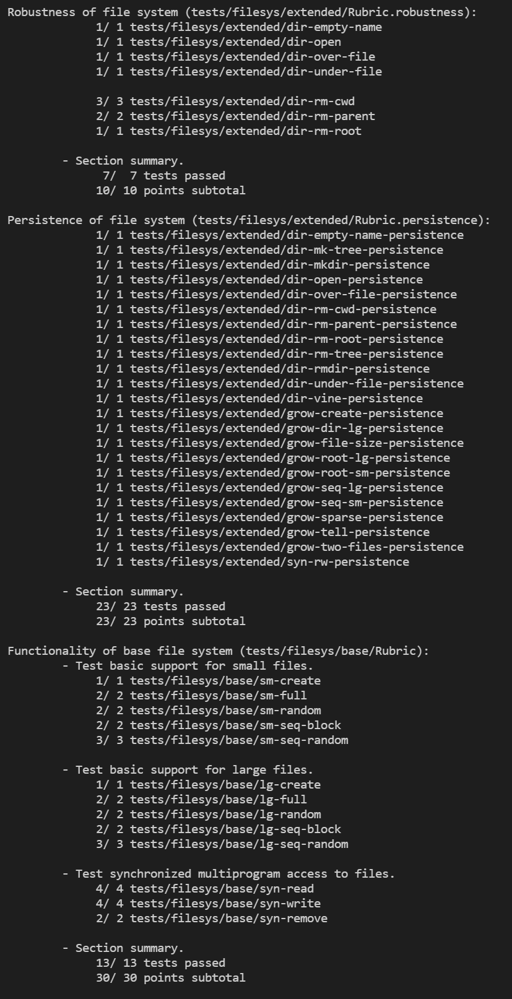 Robustness of file system (tests/filesys/extended/Rubric.robustness):
1/ 1 tests/filesys/extended/dir-empty-name
1/ 1 tests/filesys/extended/dir-open
1/ 1 tests/filesys/extended/dir-over-file
1/ 1 tests/filesys/extended/dir-under-file
3/ 3 tests/filesys/extended/dir-rm-cwd
2/ 2 tests/filesys/extended/dir-rm-parent
1/ 1 tests/filesys/extended/dir-rm-root
- Section summary.
7/  7 tests passed
10/ 10 points subtotal
Persistence of file system (tests/filesys/extended/Rubric.persistence):
1/ 1 tests/filesys/extended/dir-empty-name-persistence
1/ 1 tests/filesys/extended/dir-mk-tree-persistence
1/ 1 tests/filesys/extended/dir-mkdir-persistence
1/ 1 tests/filesys/extended/dir-open-persistence
1/ 1 tests/filesys/extended/dir-over-file-persistence
1/ 1 tests/filesys/extended/dir-rm-cwd-persistence
1/ 1 tests/filesys/extended/dir-rm-parent-persistence
1/ 1 tests/filesys/extended/dir-rm-root-persistence
1/ 1 tests/filesys/extended/dir-rm-tree-persistence
1/ 1 tests/filesys/extended/dir-rmdir-persistence
1/ 1 tests/filesys/extended/dir-under-file-persistence
1/ 1 tests/filesys/extended/dir-vine-persistence
1/ 1 tests/filesys/extended/grow-create-persistence
1/ 1 tests/filesys/extended/grow-dir-lg-persistence
1/ 1 tests/filesys/extended/grow-file-size-persistence
1/ 1 tests/filesys/extended/grow-root-lg-persistence
1/ 1 tests/filesys/extended/grow-root-sm-persistence
1/ 1 tests/filesys/extended/grow-seq-lg-persistence
1/ 1 tests/filesys/extended/grow-seq-sm-persistence
1/ 1 tests/filesys/extended/grow-sparse-persistence
1/ 1 tests/filesys/extended/grow-tell-persistence
1/ 1 tests/filesys/extended/grow-two-files-persistence
1/ 1 tests/filesys/extended/syn-rw-persistence
- Section summary.
23/ 23 tests passed
23/ 23 points subtotal
Functionality of base file system (tests/filesys/base/Rubric):
- Test basic support for small files.
1/ 1 tests/filesys/base/sm-create
2/ 2 tests/filesys/base/sm-full
2/ 2 tests/filesys/base/sm-random
2/ 2 tests/filesys/base/sm-seq-block
3/ 3 tests/filesys/base/sm-seq-random
- Test basic support for large files.
1/ 1 tests/filesys/base/lg-create
2/ 2 tests/filesys/base/lg-full
2/ 2 tests/filesys/base/lg-random
2/ 2 tests/filesys/base/lg-seq-block
3/ 3 tests/filesys/base/lg-seq-random
- Test synchronized multiprogram access to files.
4/ 4 tests/filesys/base/syn-read
4/ 4 tests/filesys/base/syn-write
2/ 2 tests/filesys/base/syn-remove
- Section summary.
13/ 13 tests passed
30/ 30 points subtotal